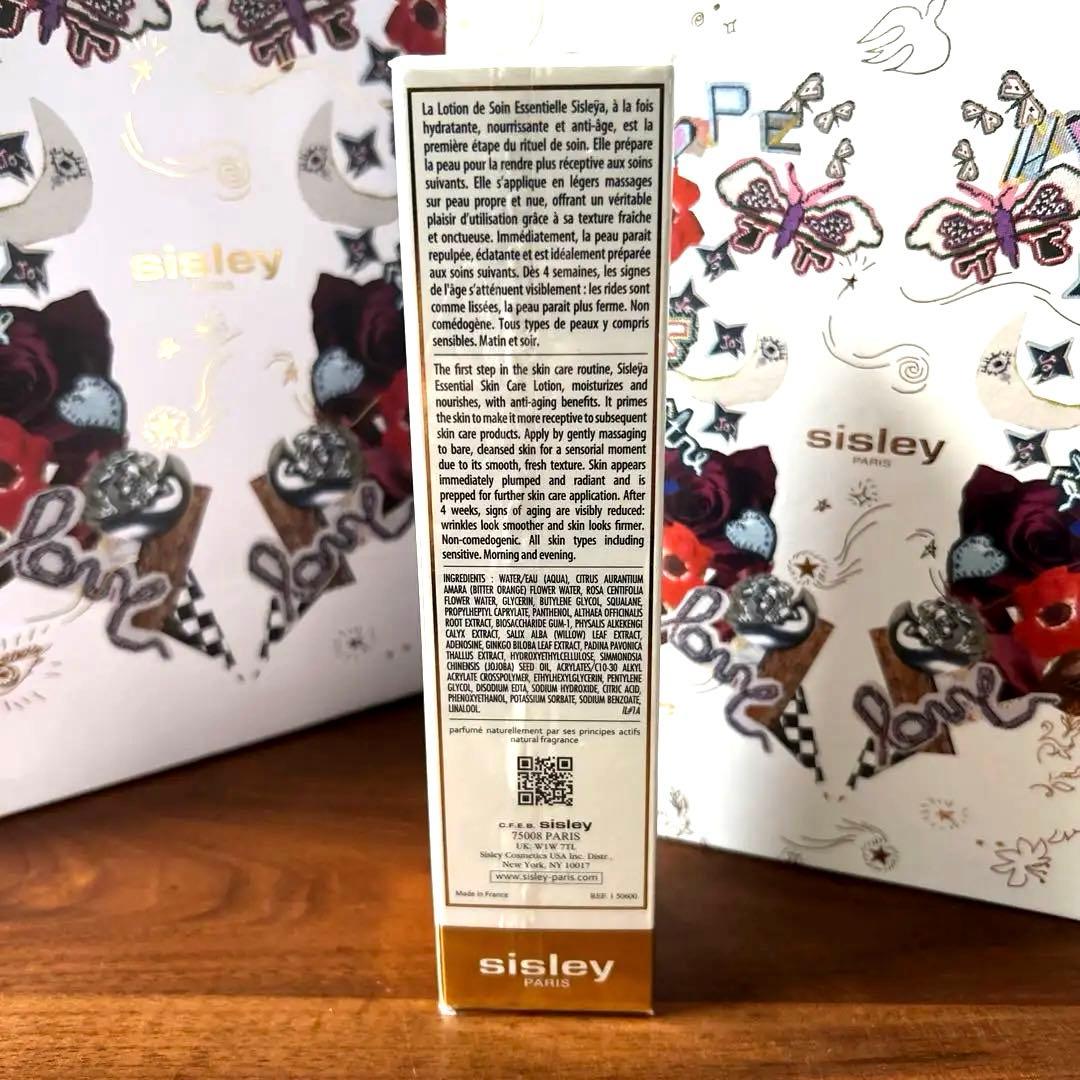 La Lotion de Soin Essentielle Sisleÿa, à la fois
hydratante, nourrissante et anti-âge, est la
première étape du rituel de soin. Elle prépare
la peau pour la rendre plus réceptive aux soins
suivants. Elle s'applique en légers massages
sur peau propre et nue, offrant un véritable
plaisir d'utilisation grâce à sa texture fraîche
et onctueuse. Immédiatement, la peau parait
repulpée, éclatante et est idéalement préparée
aux soins suivants. Dès 4 semaines, les signes
de l'âge s'atténuent visiblement : les rides sont
comme lissées, la peau parait plus ferme. Non
comédogène. Tous types de peaux y compris
sensibles. Matin et soir.
The first step in the skin care routine, Sisleÿa
Essential Skin Care Lotion, moisturizes and
nourishes, with anti-aging benefits. It primes
the skin to make it more receptive to subsequent
skin care products. Apply by gently massaging
to bare, cleansed skin for a sensorial moment
due to its smooth, fresh texture. Skin appears
immediately plumped and radiant and is
prepped for further skin care application. After
4 weeks, signs of aging are visibly reduced:
wrinkles look smoother and skin looks firmer.
Non-comedogenic. All skin types including
sensitive. Morning and evening.
INGREDIENTS : WATER/EAU (AQUA), CITRUS AURANTIUM
AMARA (BITTER ORANGE) FLOWER WATER, ROSA CENTIFOLIA
FLOWER WATER, GLYCERIN, BUTYLENE GLYCOL, SQUALANE,
PROPYLHEPTYL CAPRYLATE, PANTHENOL, ALTHAEA OFFICINALIS
ROOT EXTRACT, BIOSACCHARIDE GUM-1, PHYSALIS ALKEKENGI
CALYX EXTRACT, SALIX ALBA (WILLOW) LEAF EXTRACT,
ADENOSINE, GINKGO BILOBA LEAF EXTRACT, PADINA PAVONICA
THALLUS EXTRACT, HYDROXYETHYLCELLULOSE, SIMMONDSIA
CHINENSIS (JOJOBA) SEED OIL, ACRYLATES/C10-30 ALKYL
ACRYLATE CROSSPOLYMER, ETHYLHEXYLGLYCERIN, PENTYLENE
GLYCOL, DISODIUM EDTA, SODIUM HYDROXIDE, CITRIC ACID,
PHENOXYETHANOL, POTASSIUM SORBATE, SODIUM BENZOATE,
LINALOOL. IL#1A
parfumé naturellement par ses principes actifs
natural fragrance
C.F.E.B. sisley
75008 PARIS
UK: W1W 7TL
Sisley Cosmetics USA Inc. Distr.,
New York, NY 10017
www.sisley-paris.com
Made in France REF. 150600
sisley
PARIS
sisley
PARIS
love
love
sisley
PARIS
love
love